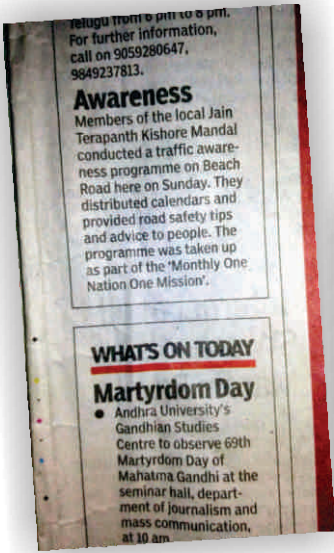 Telugu from 6 pm to 8 pm.
For further information,
call on 9059280647,
9849237813.
Awareness
Members of the local Jain
Terapanth Kishore Mandal
conducted a traffic aware-
ness programme on Beach
Road here on Sunday. They
distributed calendars and
provided road safety tips
and advice to people. The
programme was taken up
as part of the 'Monthly One
Nation One Mission'.
WHAT'S ON TODAY
Martyrdom Day
● Andhra University's
Gandhian Studies
Centre to observe 69th
Martyrdom Day of
Mahatma Gandhi at the
seminar hall, depart-
ment of journalism and
mass communication,
at 10 am